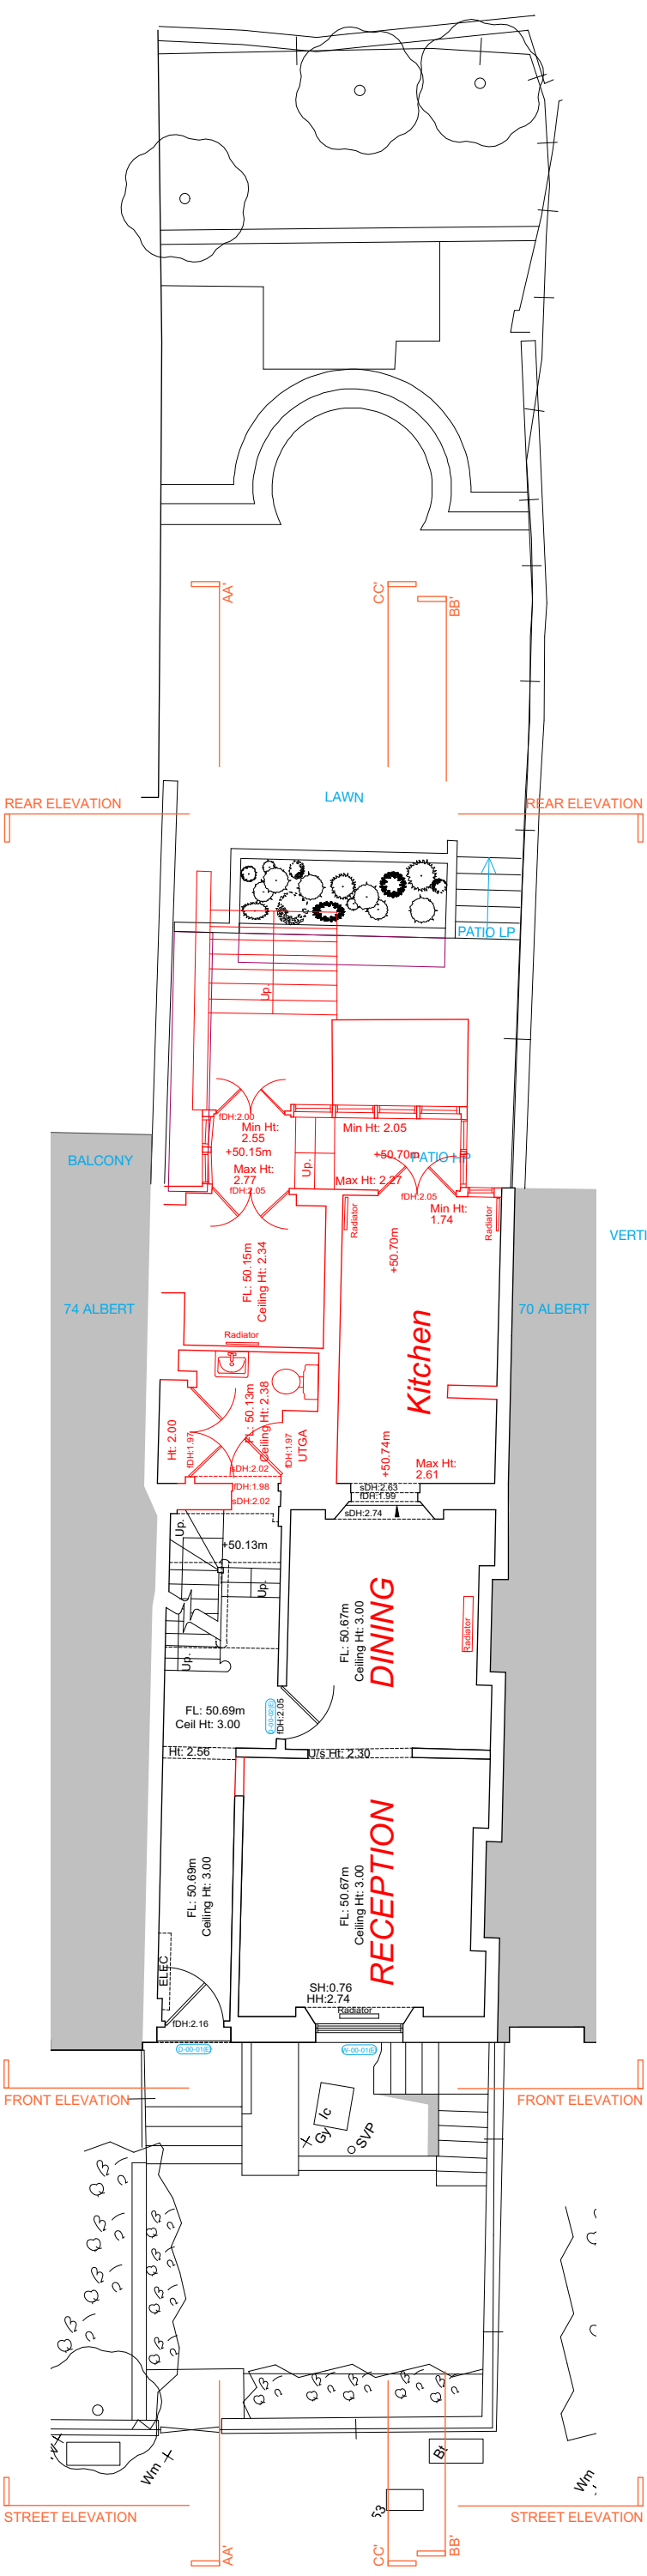 AA'
CC'
BB'
LAWN
REAR ELEVATION
REAR ELEVATION
PATIO LP
Up.
fDH:2.00
Min Ht:
2.55
+50.15m
Max Ht:
2.77
fDH:2.05
Min Ht: 2.05
+50.70m
PATIO HP
Up.
Max Ht: 2.27
fDH:2.05
Min Ht:
1.74
BALCONY
Radiator
Radiator
VERTI
+50.70m
FL: 50.15m
Ceiling Ht: 2.34
74 ALBERT
70 ALBERT
Radiator
Kitchen
FL: 50.13m
Ceiling Ht: 2.38
Ht: 2.00
fDH:1.97
fDH:1.97
UTGA
+50.74m
Max Ht:
2.61
sDH:2.02
fDH:1.98
sDH:2.02
sDH:2.63
fDH:1.99
sDH:2.74
Up.
+50.13m
Up.
DINING
FL: 50.67m
Ceiling Ht: 3.00
Radiator
Up.
FL: 50.69m
Ceil Ht: 3.00
D-00-02(E)
fDH:2.05
Ht: 2.56
U/s Ht: 2.30
RECEPTION
FL: 50.69m
Ceiling Ht: 3.00
FL: 50.67m
Ceiling Ht: 3.00
ELEC
SH:0.76
HH:2.74
Radiator
fDH:2.16
D-00-01(E)
W-00-01(E)
FRONT ELEVATION
FRONT ELEVATION
Ic
Gy
SVP
Wm
Bt
Wm
STREET ELEVATION
STREET ELEVATION
AA'
CC'
BB'